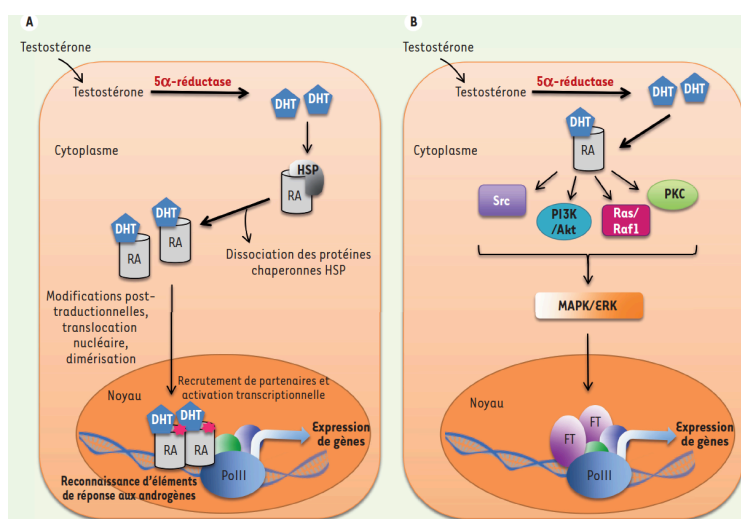 A
Testostérone
Testostérone
5α-réductase
DHT
DHT
Cytoplasme
HSP
RA
DHT
DHT
RA
RA
Dissociation des protéines
chaperonnes HSP
Modifications post-
traductionnelles,
translocation
nucléaire,
dimérisation
Noyau
Recrutement de partenaires et
activation transcriptionnelle
DHT
DHT
RA
RA
PolII
Expression
de gènes
Reconnaissance d'éléments
de réponse aux androgènes
B
Testostérone
Testostérone
5α-réductase
DHT
DHT
DHT
RA
Cytoplasme
Src
PI3K
/Akt
Ras/
Raf1
PKC
MAPK/ERK
Noyau
FT
FT
PolII
Expression
de gènes